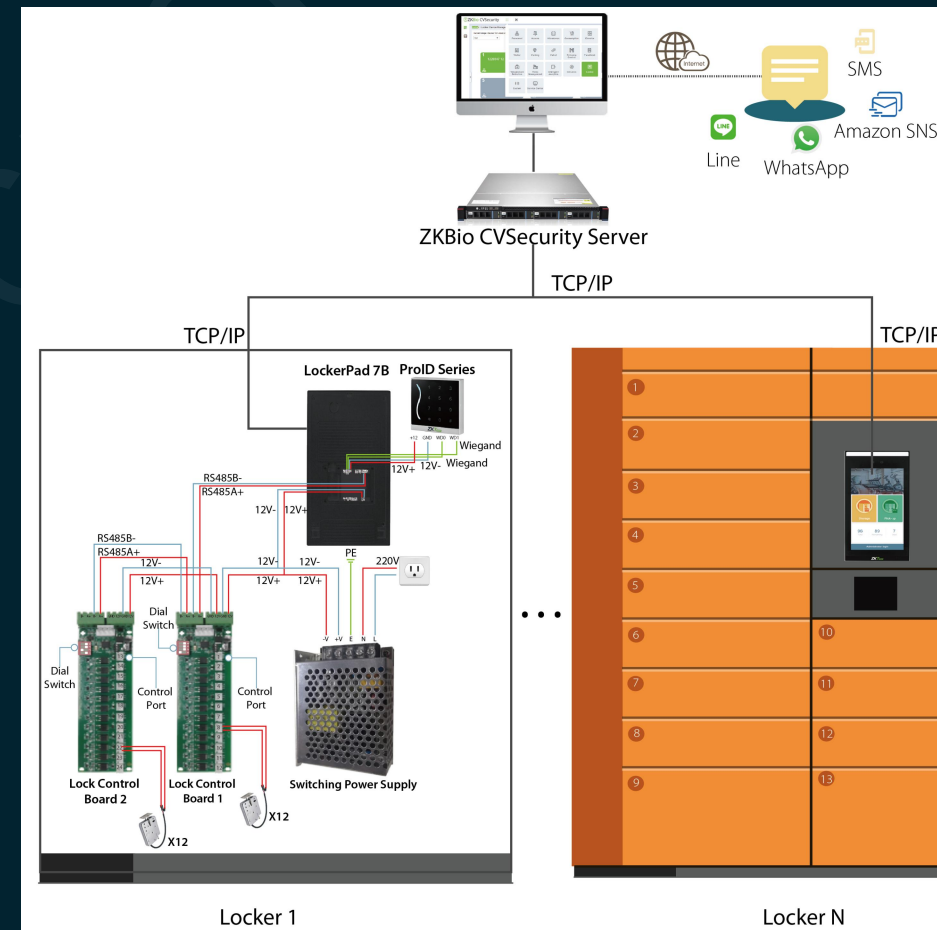 ZKBio CVSecurity
Internet
SMS
Amazon SNS
Line
WhatsApp
ZKBio CVSecurity Server
TCP/IP
TCP/IP
TCP/IP
LockerPad 7B
ProID Series
+12 GND WD0 WD1
Wiegand
12V+ 12V- Wiegand
RS485B-
RS485A+
12V- 12V+
RS485B-
RS485A+
12V-
12V+
12V- 12V-
12V+ 12V+
PE
220V
-V +V E N L
Dial
Switch
Dial
Switch
Control
Port
Control
Port
Lock Control
Board 2
Lock Control
Board 1
Switching Power Supply
X12
X12
1
2
3
4
5
6
7
8
9
10
11
12
13
Locker 1
Locker N